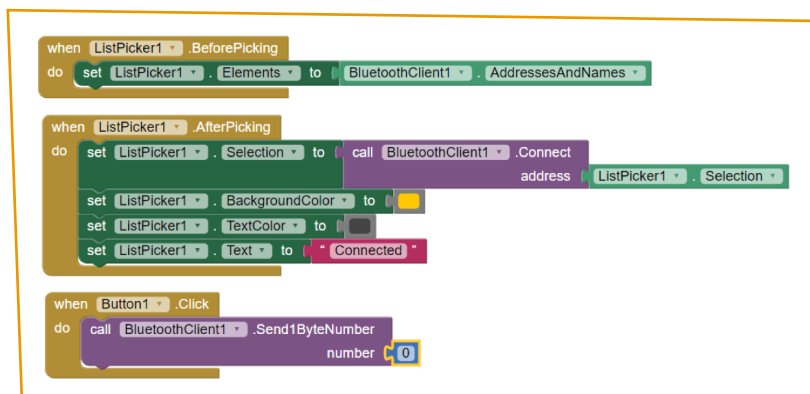 when ListPicker1 .BeforePicking
do set ListPicker1 . Elements to BluetoothClient1 . AddressesAndNames
when ListPicker1 .AfterPicking
do set ListPicker1 . Selection to call BluetoothClient1 .Connect
address ListPicker1 . Selection
set ListPicker1 . BackgroundColor to
set ListPicker1 . TextColor to
set ListPicker1 . Text to " Connected "
when Button1 .Click
do call BluetoothClient1 .Send1ByteNumber
number 0